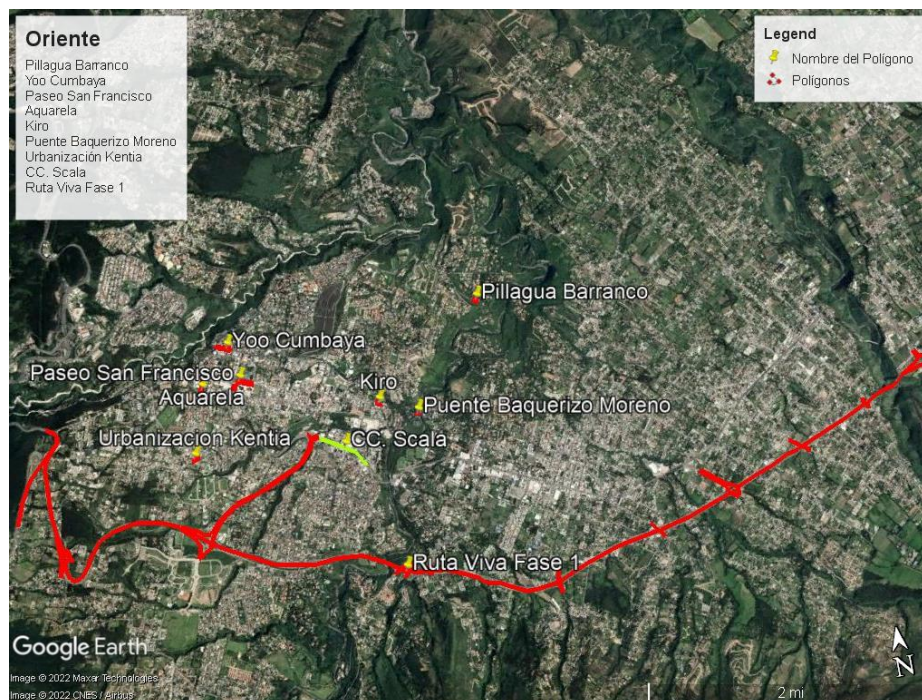 Oriente
Pillagua Barranco
Yoo Cumbaya
Paseo San Francisco
Aquarela
Kiro
Puente Baquerizo Moreno
Urbanización Kentia
CC. Scala
Ruta Viva Fase 1
Legend
Nombre del Polígono
Polígonos
Pillagua Barranco
Yoo Cumbaya
Paseo San Francisco
Aquarela
Kiro
Puente Baquerizo Moreno
Urbanizacion Kentia
CC. Scala
Ruta Viva Fase 1
Google Earth
Image © 2022 Maxar Technologies
Image © 2022 CNES / Airbus
N
2 mi